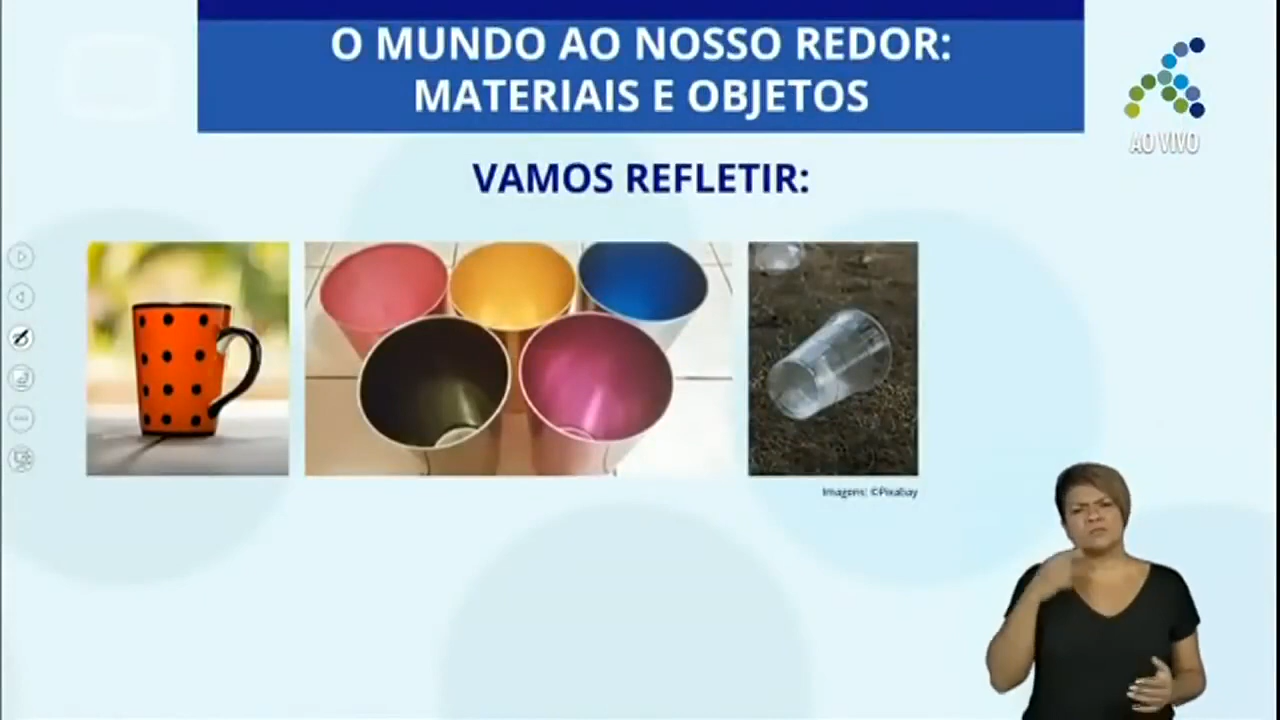 O MUNDO AO NOSSO REDOR:
MATERIAIS E OBJETOS
AO VIVO
VAMOS REFLETIR:
Imagens: ©Pixabay